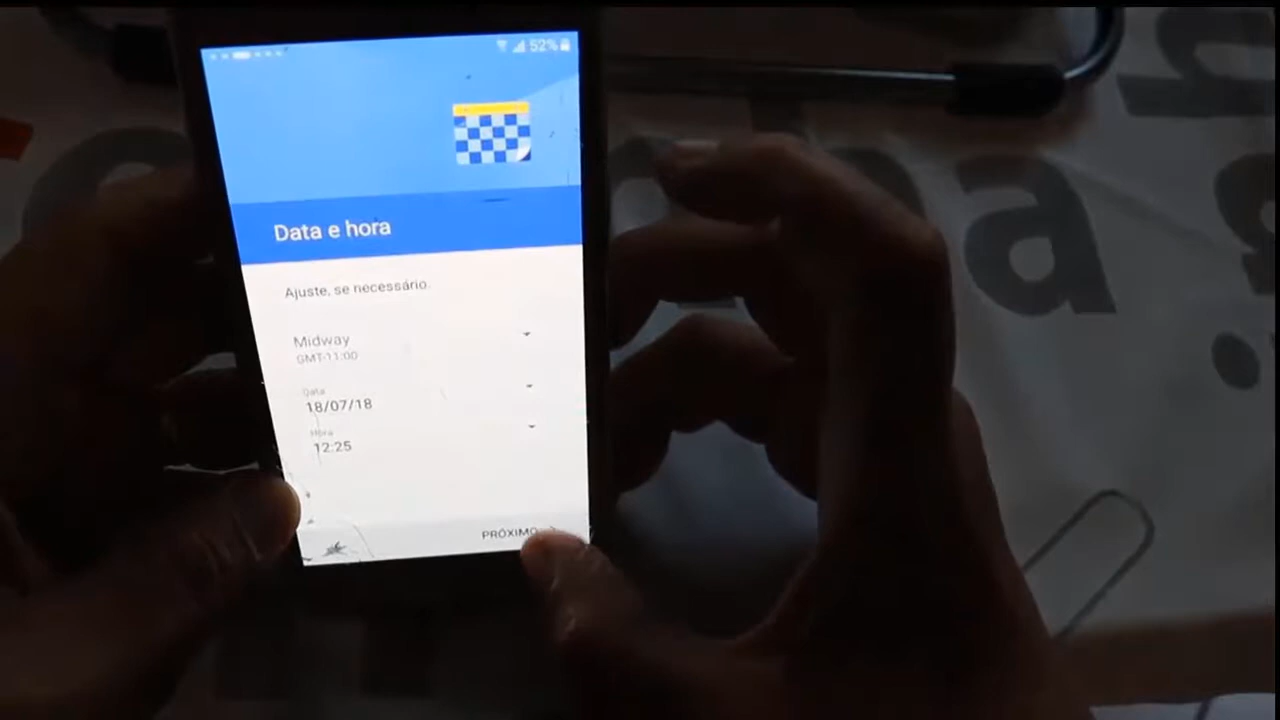 52%
Data e hora
Ajuste, se necessário.
Midway
GMT-11:00
Data
18/07/18
Hora
12:25
PRÓXIMO